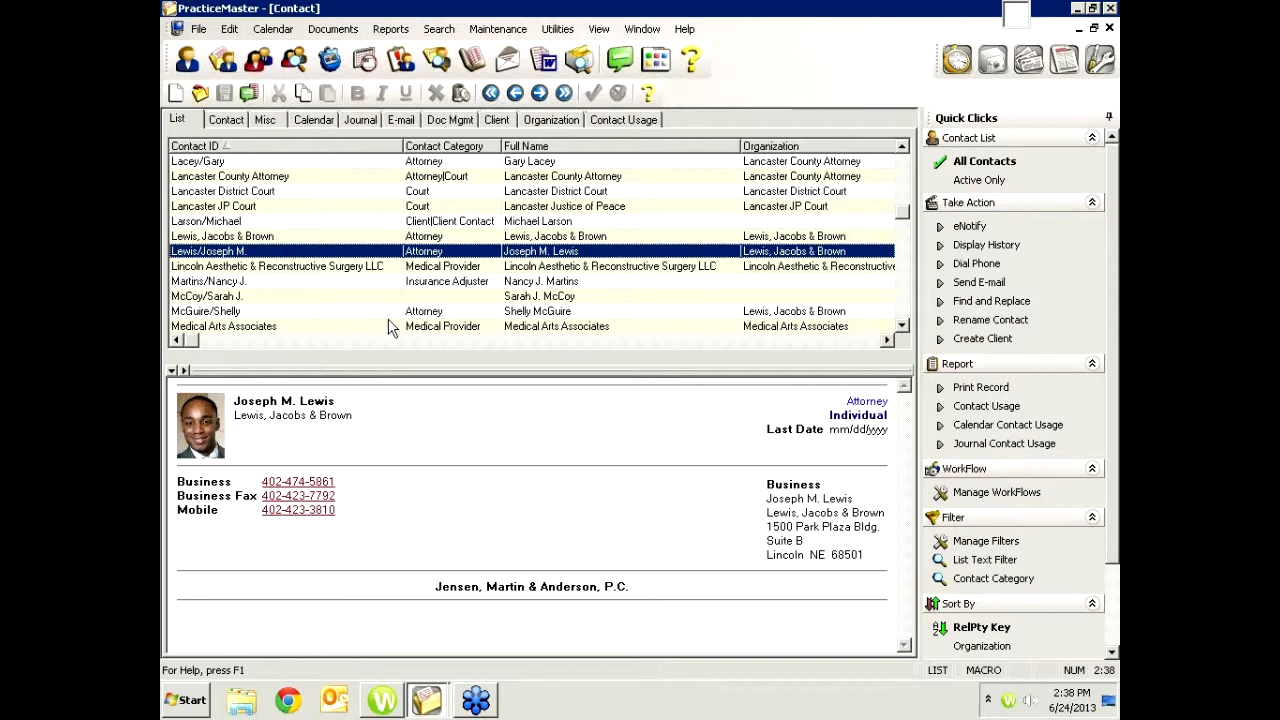 PracticeMaster - [Contact]
File Edit Calendar Documents Reports Search Maintenance Utilities View Window Help
List Contact Misc Calendar Journal E-mail Doc Mgmt Client Organization Contact Usage
Contact ID Contact Category Full Name Organization
Lacey/Gary Attorney Gary Lacey Lancaster County Attorney
Lancaster County Attorney Attorney|Court Lancaster County Attorney Lancaster County Attorney
Lancaster District Court Court Lancaster District Court Lancaster District Court
Lancaster JP Court Court Lancaster Justice of Peace Lancaster JP Court
Larson/Michael Client|Client Contact Michael Larson
Lewis, Jacobs & Brown Attorney Lewis, Jacobs & Brown Lewis, Jacobs & Brown
Lewis/Joseph M. Attorney Joseph M. Lewis Lewis, Jacobs & Brown
Lincoln Aesthetic & Reconstructive Surgery LLC Medical Provider Lincoln Aesthetic & Reconstructive Surgery LLC Lincoln Aesthetic & Reconstructive
Martins/Nancy J. Insurance Adjuster Nancy J. Martins
McCoy/Sarah J. Sarah J. McCoy
McGuire/Shelly Attorney Shelly McGuire Lewis, Jacobs & Brown
Medical Arts Associates Medical Provider Medical Arts Associates Medical Arts Associates
Joseph M. Lewis Attorney
Lewis, Jacobs & Brown Individual
Last Date mm/dd/yyyy
Business 402-474-5861
Business Fax 402-423-7792
Mobile 402-423-3810
Business
Joseph M. Lewis
Lewis, Jacobs & Brown
1500 Park Plaza Bldg.
Suite B
Lincoln NE 68501
Jensen, Martin & Anderson, P.C.
Quick Clicks
Contact List
All Contacts
Active Only
Take Action
eNotify
Display History
Dial Phone
Send E-mail
Find and Replace
Rename Contact
Create Client
Report
Print Record
Contact Usage
Calendar Contact Usage
Journal Contact Usage
WorkFlow
Manage WorkFlows
Filter
Manage Filters
List Text Filter
Contact Category
Sort By
RelPty Key
Organization
For Help, press F1 LIST MACRO NUM 2:38
Start
2:38 PM
6/24/2013